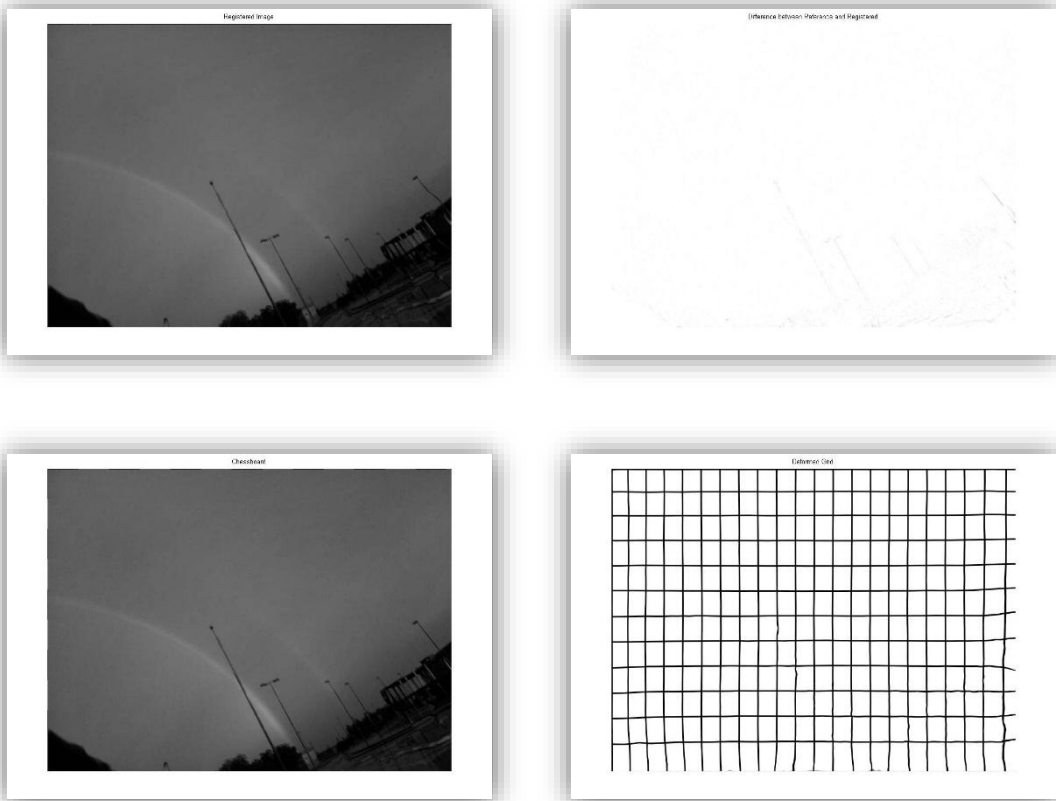 Registered Image
Difference between Reference and Registered
Chessboard
Deformed Grid